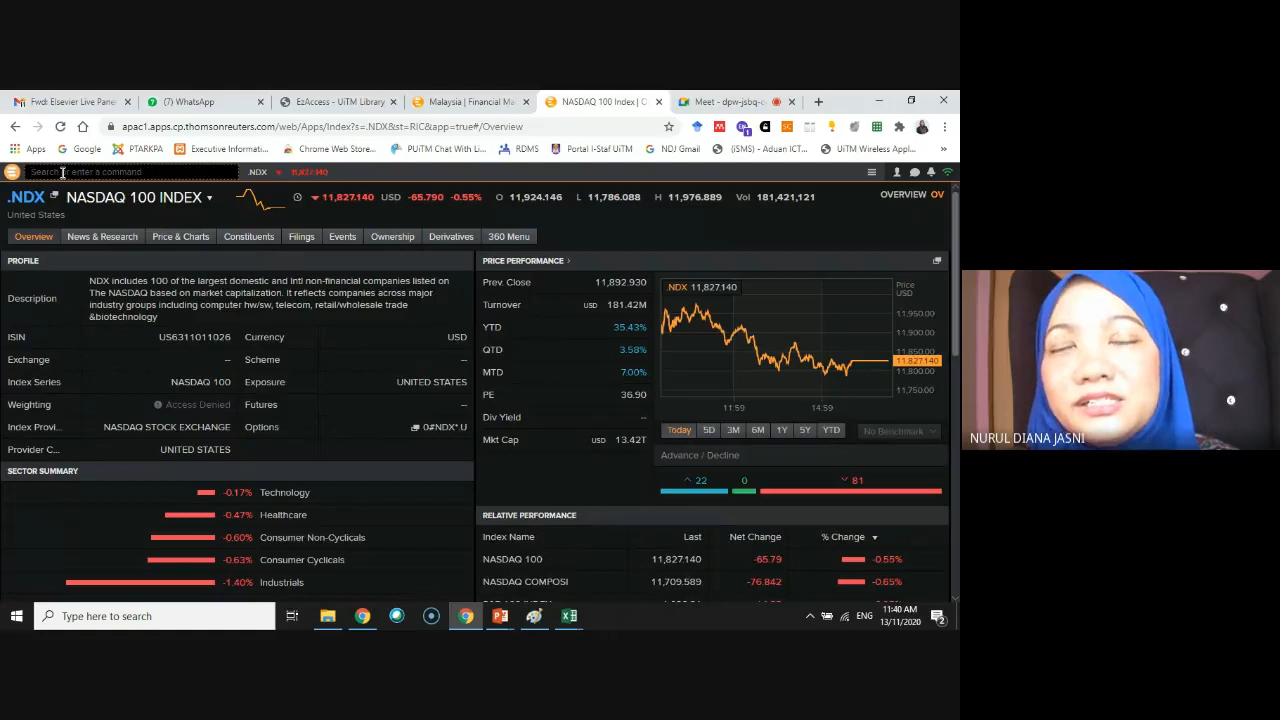 Fwd: Elsevier Live Pane
(7) WhatsApp
EzAccess - UiTM Library
Malaysia | Financial Ma
NASDAQ 100 Index | O
Meet - dpw-jsbq-c
apac1.apps.cp.thomsonreuters.com/web/Apps/Index?s=.NDX&st=RIC&app=true#/Overview
Apps Google PTARKPA Executive Informati... Chrome Web Store... PUiTM Chat With Li... RDMS Portal I-Staf UiTM NDJ Gmail (iSMS) - Aduan ICT... UiTM Wireless Appl...
Search or enter a command .NDX 11,827.140
.NDX NASDAQ 100 INDEX 11,827.140 USD -65.790 -0.55% O 11,924.146 L 11,786.088 H 11,976.889 Vol 181,421,121 OVERVIEW OV
United States
Overview News & Research Price & Charts Constituents Filings Events Ownership Derivatives 360 Menu
PROFILE
Description
NDX includes 100 of the largest domestic and intl non-financial companies listed on
The NASDAQ based on market capitalization. It reflects companies across major
industry groups including computer hw/sw, telecom, retail/wholesale trade
&biotechnology
ISIN US6311011026 Currency USD
Exchange -- Scheme --
Index Series NASDAQ 100 Exposure UNITED STATES
Weighting Access Denied Futures --
Index Provi... NASDAQ STOCK EXCHANGE Options 0#NDX*.U
Provider C... UNITED STATES
SECTOR SUMMARY
-0.17% Technology
-0.47% Healthcare
-0.60% Consumer Non-Cyclicals
-0.63% Consumer Cyclicals
-1.40% Industrials
PRICE PERFORMANCE
Prev. Close 11,892.930
Turnover USD 181.42M
YTD 35.43%
QTD 3.58%
MTD 7.00%
PE 36.90
Div Yield --
Mkt Cap USD 13.42T
.NDX 11,827.140
Price
USD
11,950.00
11,900.00
11,850.00
11,827.140
11,800.00
11,750.00
11:59 14:59
Today 5D 3M 6M 1Y 5Y YTD No Benchmark
Advance / Decline
22 0 81
RELATIVE PERFORMANCE
Index Name Last Net Change % Change
NASDAQ 100 11,827.140 -65.79 -0.55%
NASDAQ COMPOSI 11,709.589 -76.842 -0.65%
NURUL DIANA JASNI
Type here to search
ENG
11:40 AM
13/11/2020
2